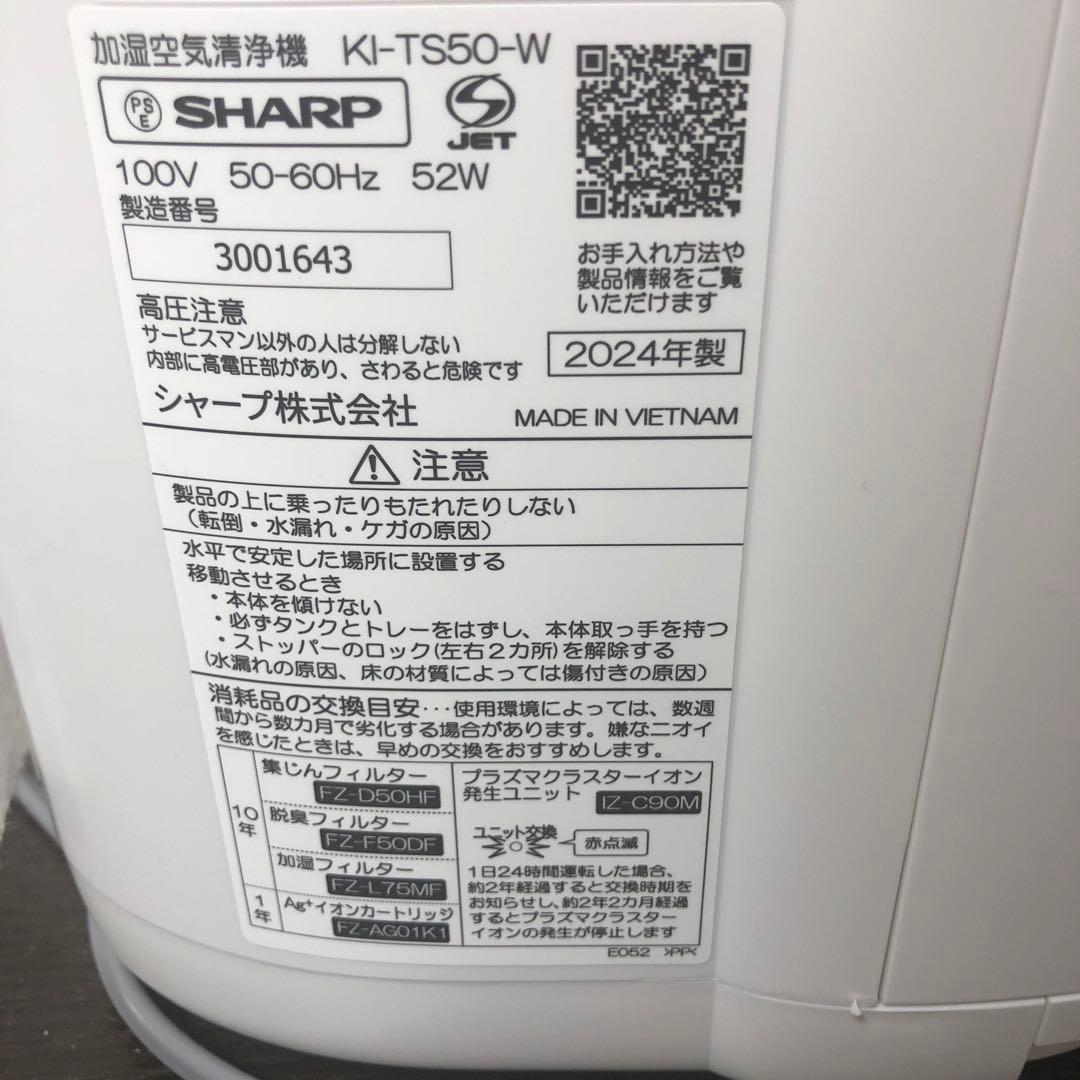 加湿空気清浄機 KI-TS50-W
PSE SHARP JET
100V 50-60Hz 52W
製造番号
3001643
お手入れ方法や
製品情報をご覧
いただけます
高圧注意
サービスマン以外の人は分解しない
内部に高電圧部があり、さわると危険です
2024年製
シャープ株式会社 MADE IN VIETNAM
注意
製品の上に乗ったりもたれたりしない
（転倒・水漏れ・ケガの原因）
水平で安定した場所に設置する
移動させるとき
・本体を傾けない
・必ずタンクとトレーをはずし、本体取っ手を持つ
・ストッパーのロック(左右2カ所)を解除する
(水漏れの原因、床の材質によっては傷付きの原因)
消耗品の交換目安･･･使用環境によっては、数週
間から数カ月で劣化する場合があります。嫌なニオイ
を感じたときは、早めの交換をおすすめします。
10年
集じんフィルター
FZ-D50HF
脱臭フィルター
FZ-F50DF
加湿フィルター
FZ-L75MF
1年
Ag+イオンカートリッジ
FZ-AG01K1
プラズマクラスターイオン
発生ユニット IZ-C90M
ユニット交換 赤点滅
1日24時間運転した場合、
約2年経過すると交換時期を
お知らせし、約2年2カ月経過
するとプラズマクラスター
イオンの発生が停止します
E052 >PP<